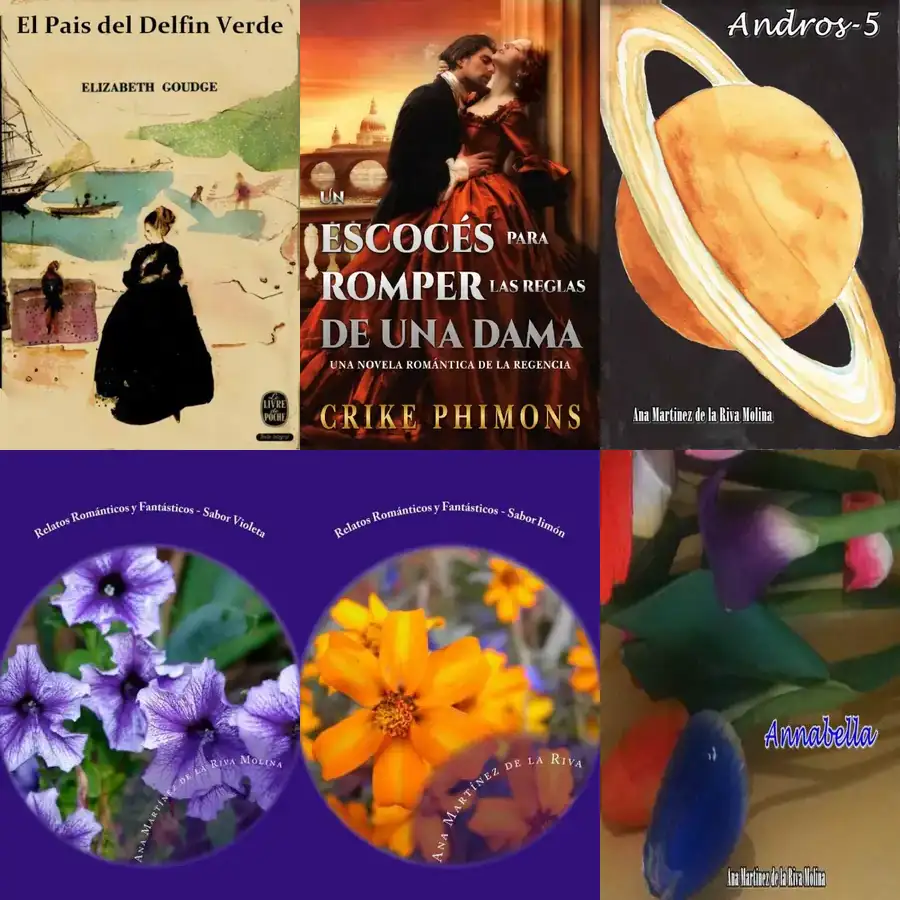 El Pais del Delfin Verde
ELIZABETH GOUDGE
Le
LIVRE
de
POCHE
Texte intégral
UN
ESCOCÉS PARA
ROMPER LAS REGLAS
DE UNA DAMA
UNA NOVELA ROMÁNTICA DE LA REGENCIA
CRIKE PHIMONS
Andros-5
Ana Martinez de la Riva Molina
Relatos Románticos y Fantásticos - Sabor Violeta
Ana Martínez de la Riva Molina
Relatos Románticos y Fantásticos - Sabor limón
Ana Martínez de la Riva
Annabella
Ana Martinez de la Riva Molina